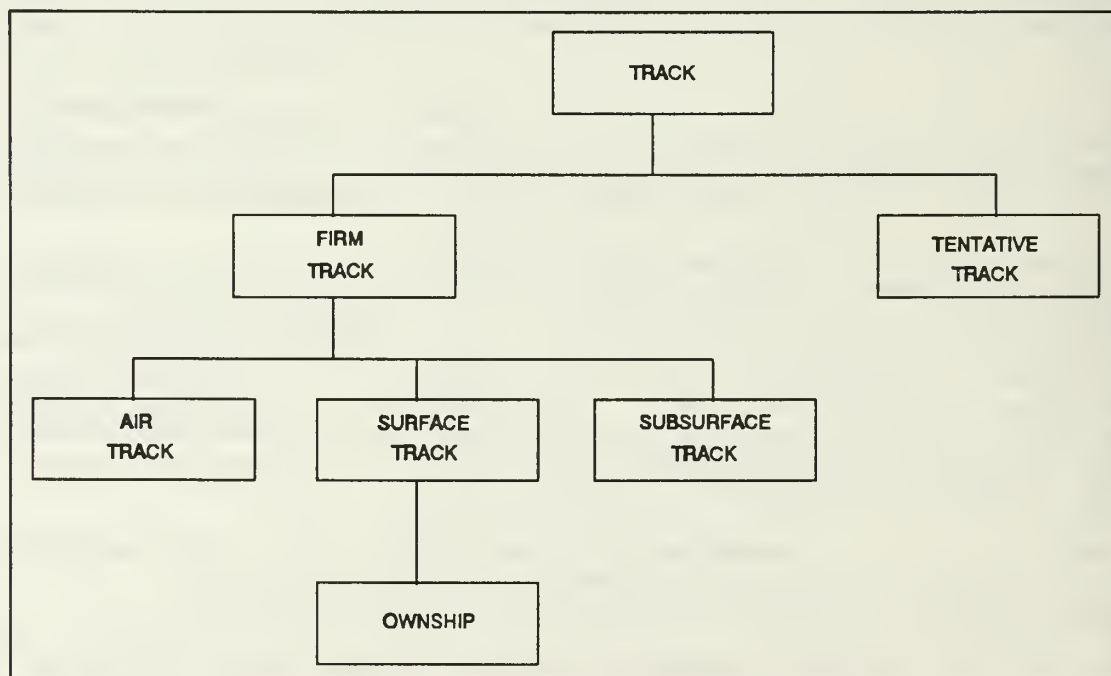 TRACK
FIRM
TRACK
TENTATIVE
TRACK
AIR
TRACK
SURFACE
TRACK
SUBSURFACE
TRACK
OWNSHIP